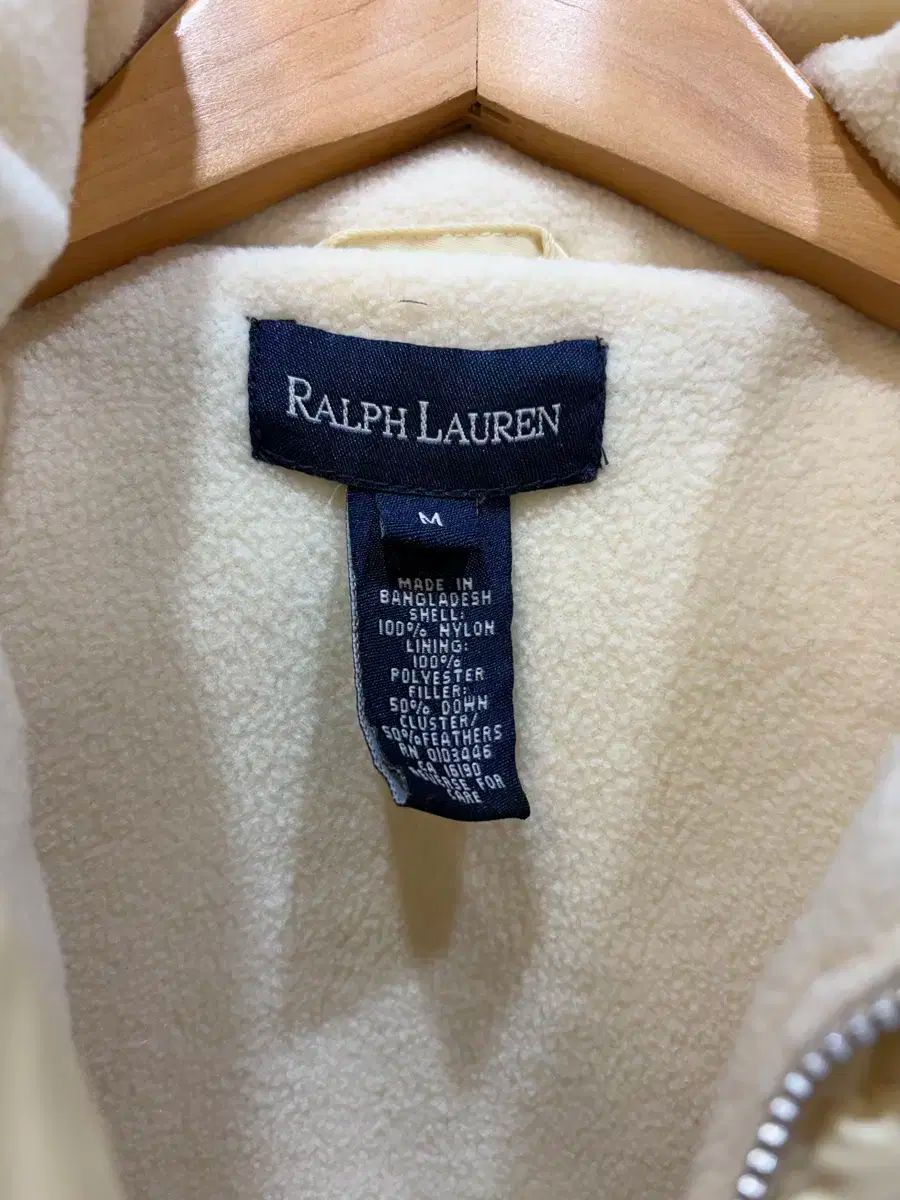 RALPH LAUREN
M
MADE IN
BANGLADESH
SHELL:
100% NYLON
LINING:
100%
POLYESTER
FILLER:
50% DOWN
CLUSTER/
50% FEATHERS
RN 0103446
CA 16190
REVERSE FOR
CARE